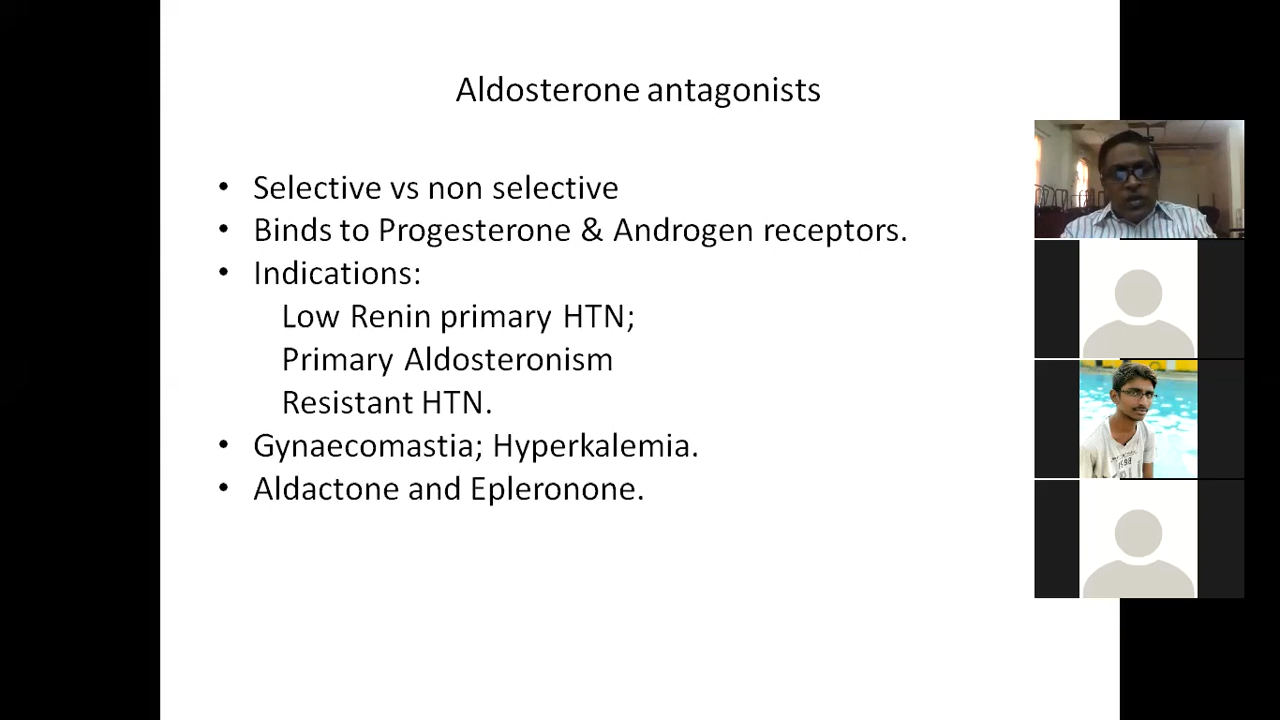 Aldosterone antagonists
• Selective vs non selective
• Binds to Progesterone & Androgen receptors.
• Indications:
Low Renin primary HTN;
Primary Aldosteronism
Resistant HTN.
• Gynaecomastia; Hyperkalemia.
• Aldactone and Epleronone.